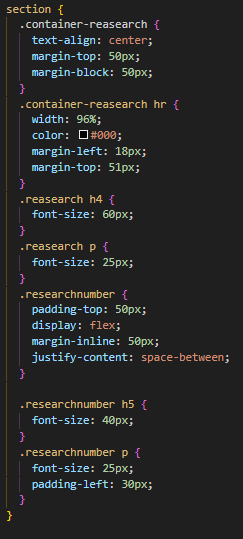 section {
.container-reasearch {
text-align: center;
margin-top: 50px;
margin-block: 50px;
}
.container-reasearch hr {
width: 96%;
color: #000;
margin-left: 18px;
margin-top: 51px;
}
.reasearch h4 {
font-size: 60px;
}
.reasearch p {
font-size: 25px;
}
.researchnumber {
padding-top: 50px;
display: flex;
margin-inline: 50px;
justify-content: space-between;
}
.researchnumber h5 {
font-size: 40px;
}
.researchnumber p {
font-size: 25px;
padding-left: 30px;
}
}